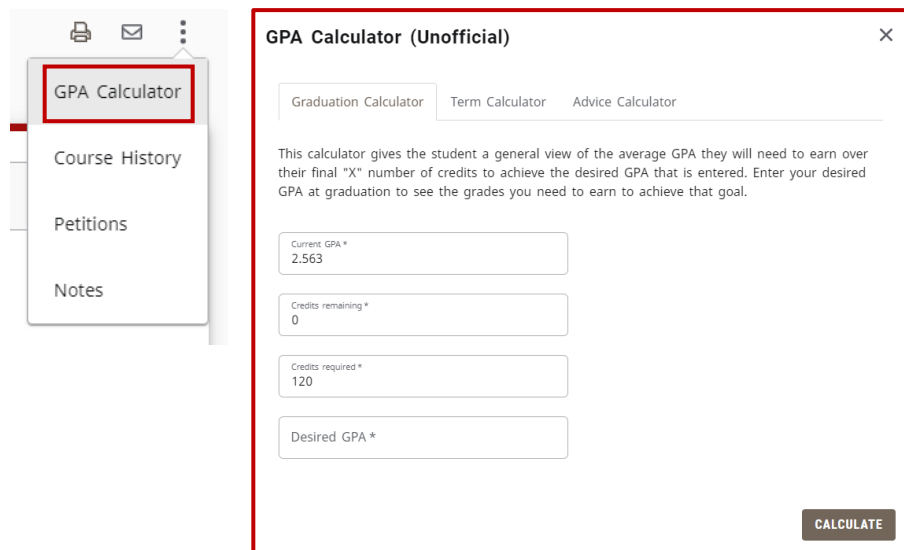 GPA Calculator
Course History
Petitions
Notes
GPA Calculator (Unofficial)
Graduation Calculator Term Calculator Advice Calculator
This calculator gives the student a general view of the average GPA they will need to earn over
their final "X" number of credits to achieve the desired GPA that is entered. Enter your desired
GPA at graduation to see the grades you need to earn to achieve that goal.
Current GPA *
2.563
Credits remaining *
0
Credits required *
120
Desired GPA *
CALCULATE